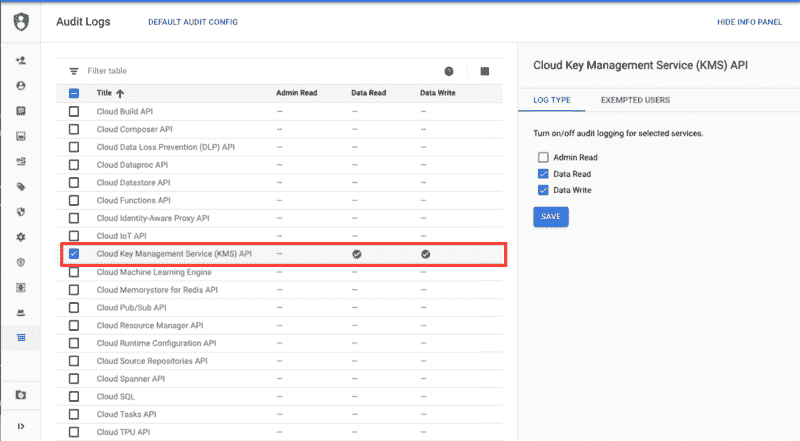 Audit Logs DEFAULT AUDIT CONFIG HIDE INFO PANEL
Filter table
Title Admin Read Data Read Data Write
Cloud Build API — — —
Cloud Composer API — — —
Cloud Data Loss Prevention (DLP) API — — —
Cloud Dataproc API — — —
Cloud Datastore API — — —
Cloud Functions API — — —
Cloud Identity-Aware Proxy API — — —
Cloud IoT API — — —
Cloud Key Management Service (KMS) API —
Cloud Machine Learning Engine — — —
Cloud Memorystore for Redis API — — —
Cloud Pub/Sub API — — —
Cloud Resource Manager API — — —
Cloud Runtime Configuration API — — —
Cloud Source Repositories API — — —
Cloud Spanner API — — —
Cloud SQL — — —
Cloud Tasks API — — —
Cloud TPU API — — —
Cloud Key Management Service (KMS) API
LOG TYPE EXEMPTED USERS
Turn on/off audit logging for selected services.
Admin Read
Data Read
Data Write
SAVE